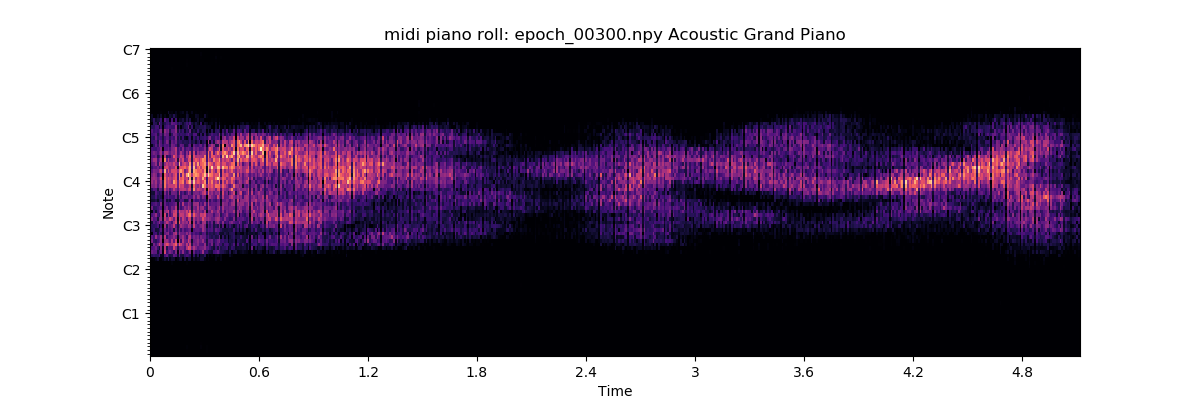 midi piano roll: epoch_00300.npy Acoustic Grand Piano
C7
C6
C5
C4
C3
C2
C1
Note
0 0.6 1.2 1.8 2.4 3 3.6 4.2 4.8
Time